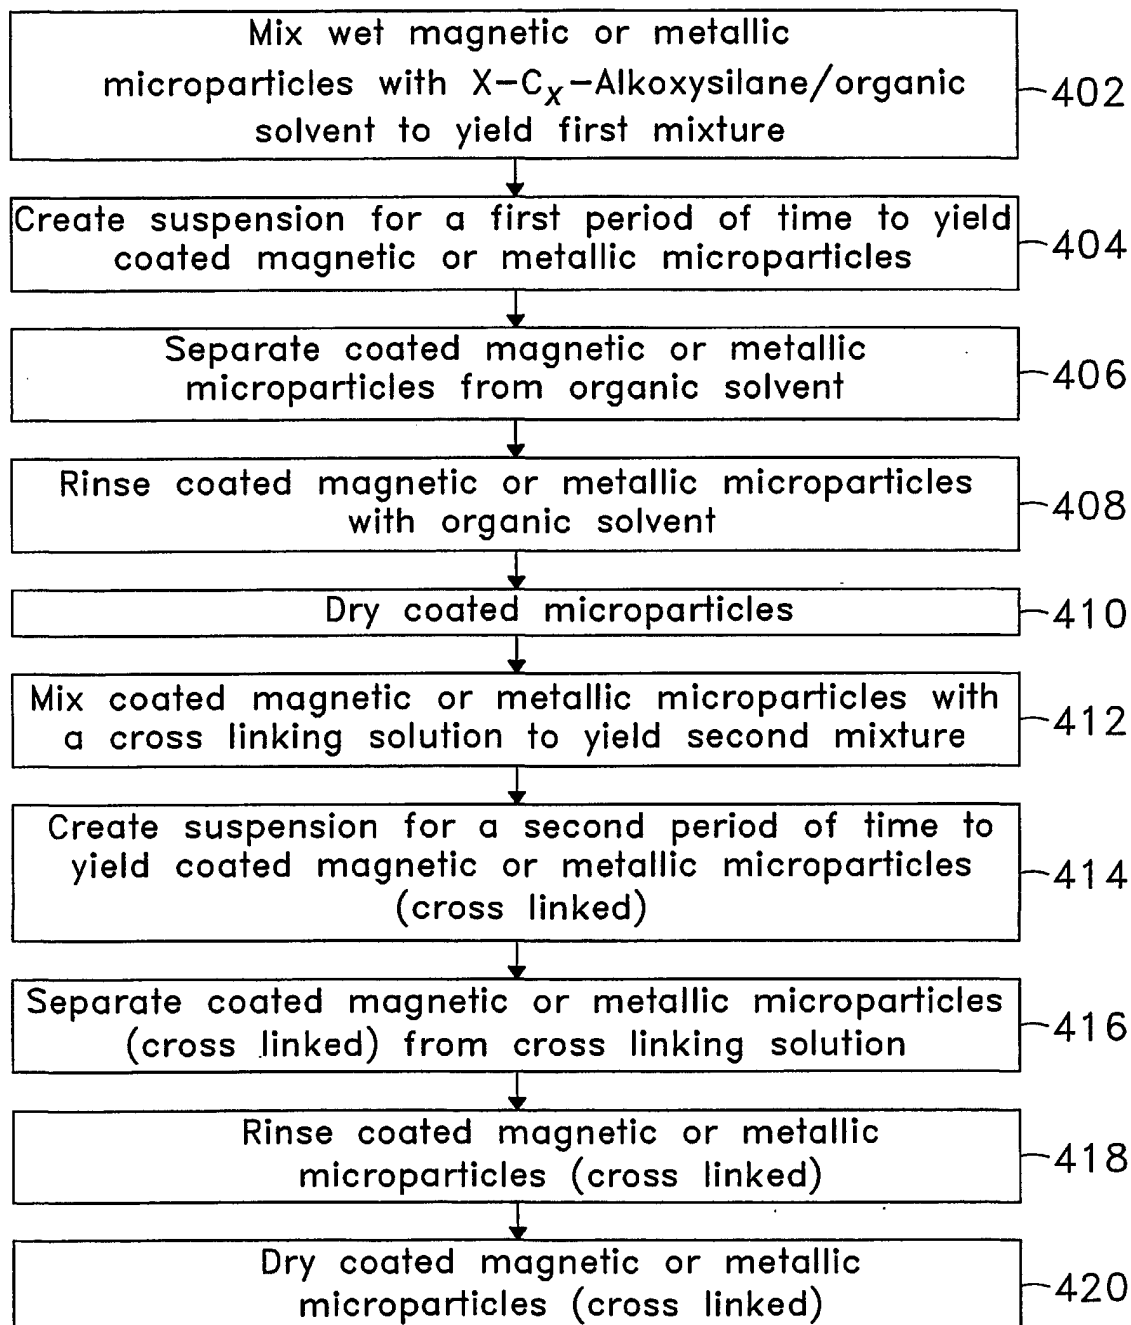 Mix wet magnetic or metallic
microparticles with X-Cx-Alkoxysilane/organic
solvent to yield first mixture
402
Create suspension for a first period of time to yield
coated magnetic or metallic microparticles
404
Separate coated magnetic or metallic
microparticles from organic solvent
406
Rinse coated magnetic or metallic microparticles
with organic solvent
408
Dry coated microparticles
410
Mix coated magnetic or metallic microparticles with
a cross linking solution to yield second mixture
412
Create suspension for a second period of time to
yield coated magnetic or metallic microparticles
(cross linked)
414
Separate coated magnetic or metallic microparticles
(cross linked) from cross linking solution
416
Rinse coated magnetic or metallic
microparticles (cross linked)
418
Dry coated magnetic or metallic
microparticles (cross linked)
420